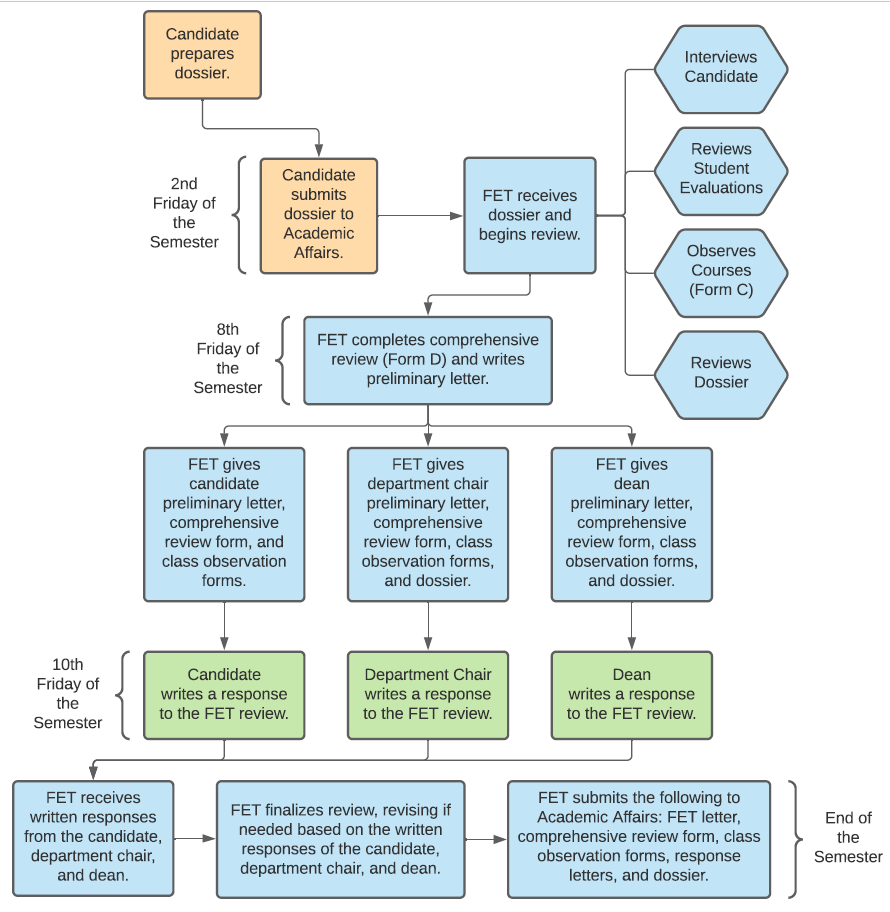 Candidate
prepares
dossier.
Interviews
Candidate
Reviews
Student
Evaluations
Observes
Courses
(Form C)
Reviews
Dossier
2nd
Friday of
the
Semester
Candidate
submits
dossier to
Academic
Affairs.
FET receives
dossier and
begins review.
8th
Friday of
the
Semester
FET completes comprehensive
review (Form D) and writes
preliminary letter.
FET gives
candidate
preliminary letter,
comprehensive
review form, and
class observation
forms.
FET gives
department chair
preliminary letter,
comprehensive
review form, class
observation forms,
and dossier.
FET gives
dean
preliminary letter,
comprehensive
review form, class
observation forms,
and dossier.
10th
Friday of
the
Semester
Candidate
writes a response
to the FET review.
Department Chair
writes a response
to the FET review.
Dean
writes a response
to the FET review.
FET receives
written responses
from the candidate,
department chair,
and dean.
FET finalizes review, revising if
needed based on the written
responses of the candidate,
department chair, and dean.
FET submits the following to
Academic Affairs: FET letter,
comprehensive review form, class
observation forms, response
letters, and dossier.
End of
the
Semester